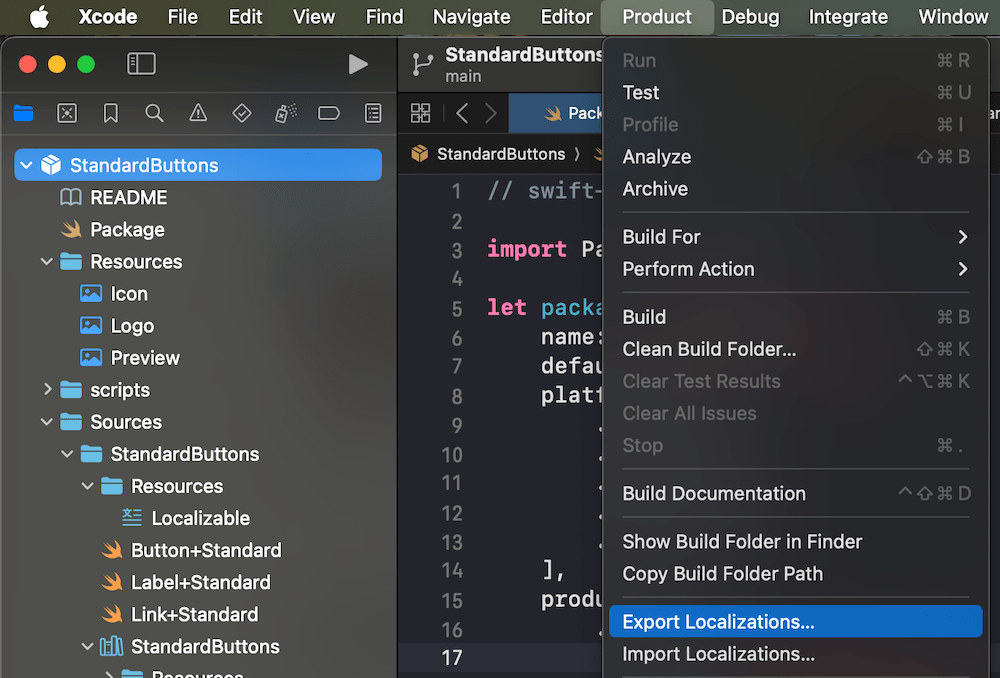 Xcode File Edit View Find Navigate Editor Product Debug Integrate Window
StandardButtons
main
StandardButtons
README
Package
Resources
Icon
Logo
Preview
scripts
Sources
StandardButtons
Resources
Localizable
Button+Standard
Label+Standard
Link+Standard
StandardButtons
Resources
Pack
StandardButtons
1 // swift-
2
3 import Pa
4
5 let packa
6 name:
7 defau
8 platf
9 .
10 .
11 .
12 .
13 .
14 ],
15 produ
16 .
17
Run ⌘ R
Test ⌘ U
Profile ⌘ I
Analyze ⇧ ⌘ B
Archive
Build For
Perform Action
Build ⌘ B
Clean Build Folder... ⇧ ⌘ K
Clear Test Results ^ ⌥ ⌘ K
Clear All Issues
Stop ⌘ .
Build Documentation ^ ⇧ ⌘ D
Show Build Folder in Finder
Copy Build Folder Path
Export Localizations...
Import Localizations...